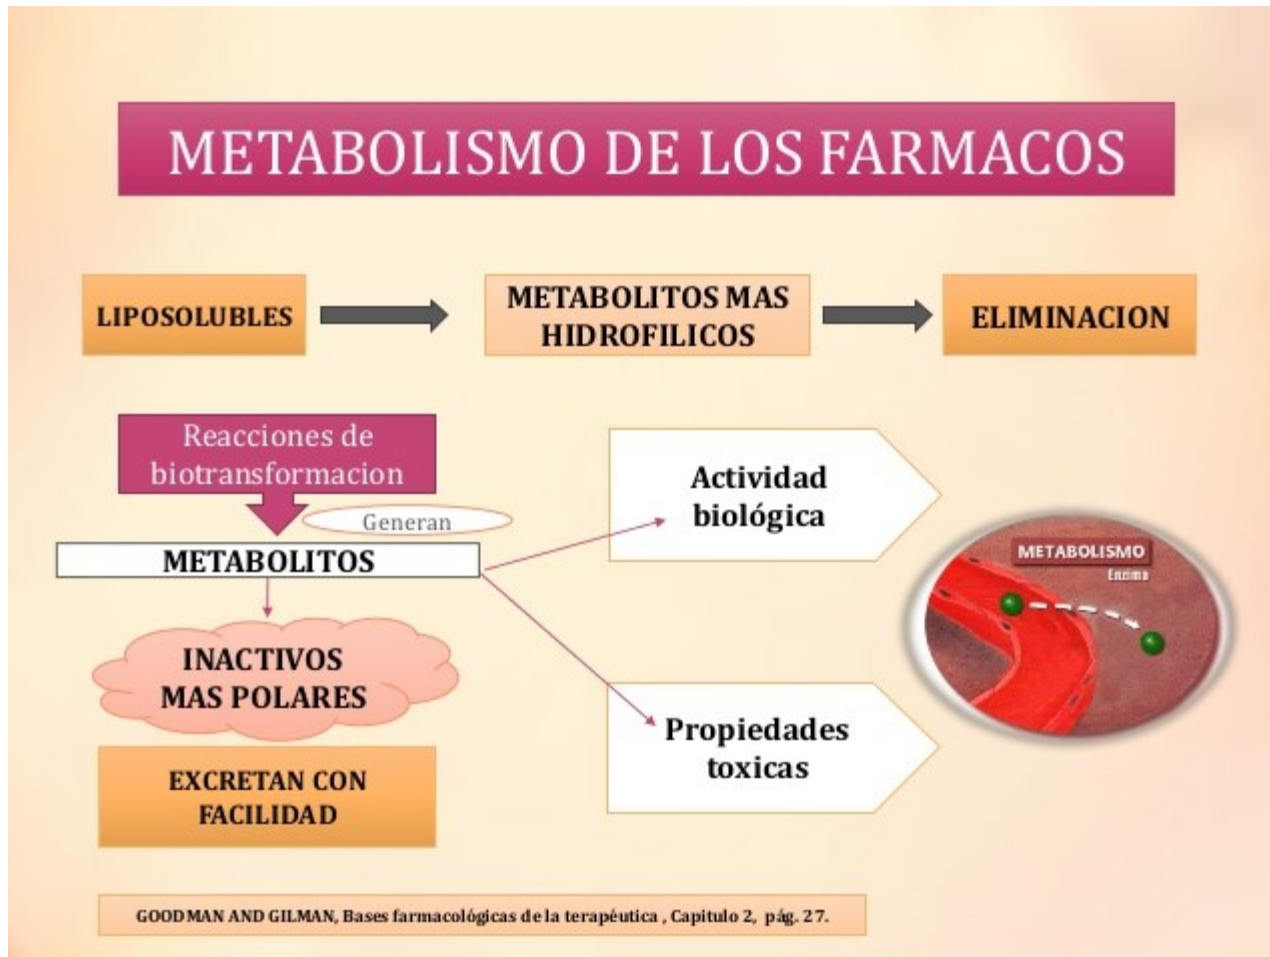 METABOLISMO DE LOS FARMACOS
LIPOSOLUBLES
METABOLITOS MAS
HIDROFILICOS
ELIMINACION
Reacciones de
biotransformacion
Generan
METABOLITOS
INACTIVOS
MAS POLARES
EXCRETAN CON
FACILIDAD
Actividad
biológica
Propiedades
toxicas
METABOLISMO
Enzima
GOODMAN AND GILMAN, Bases farmacológicas de la terapéutica , Capitulo 2, pág. 27.